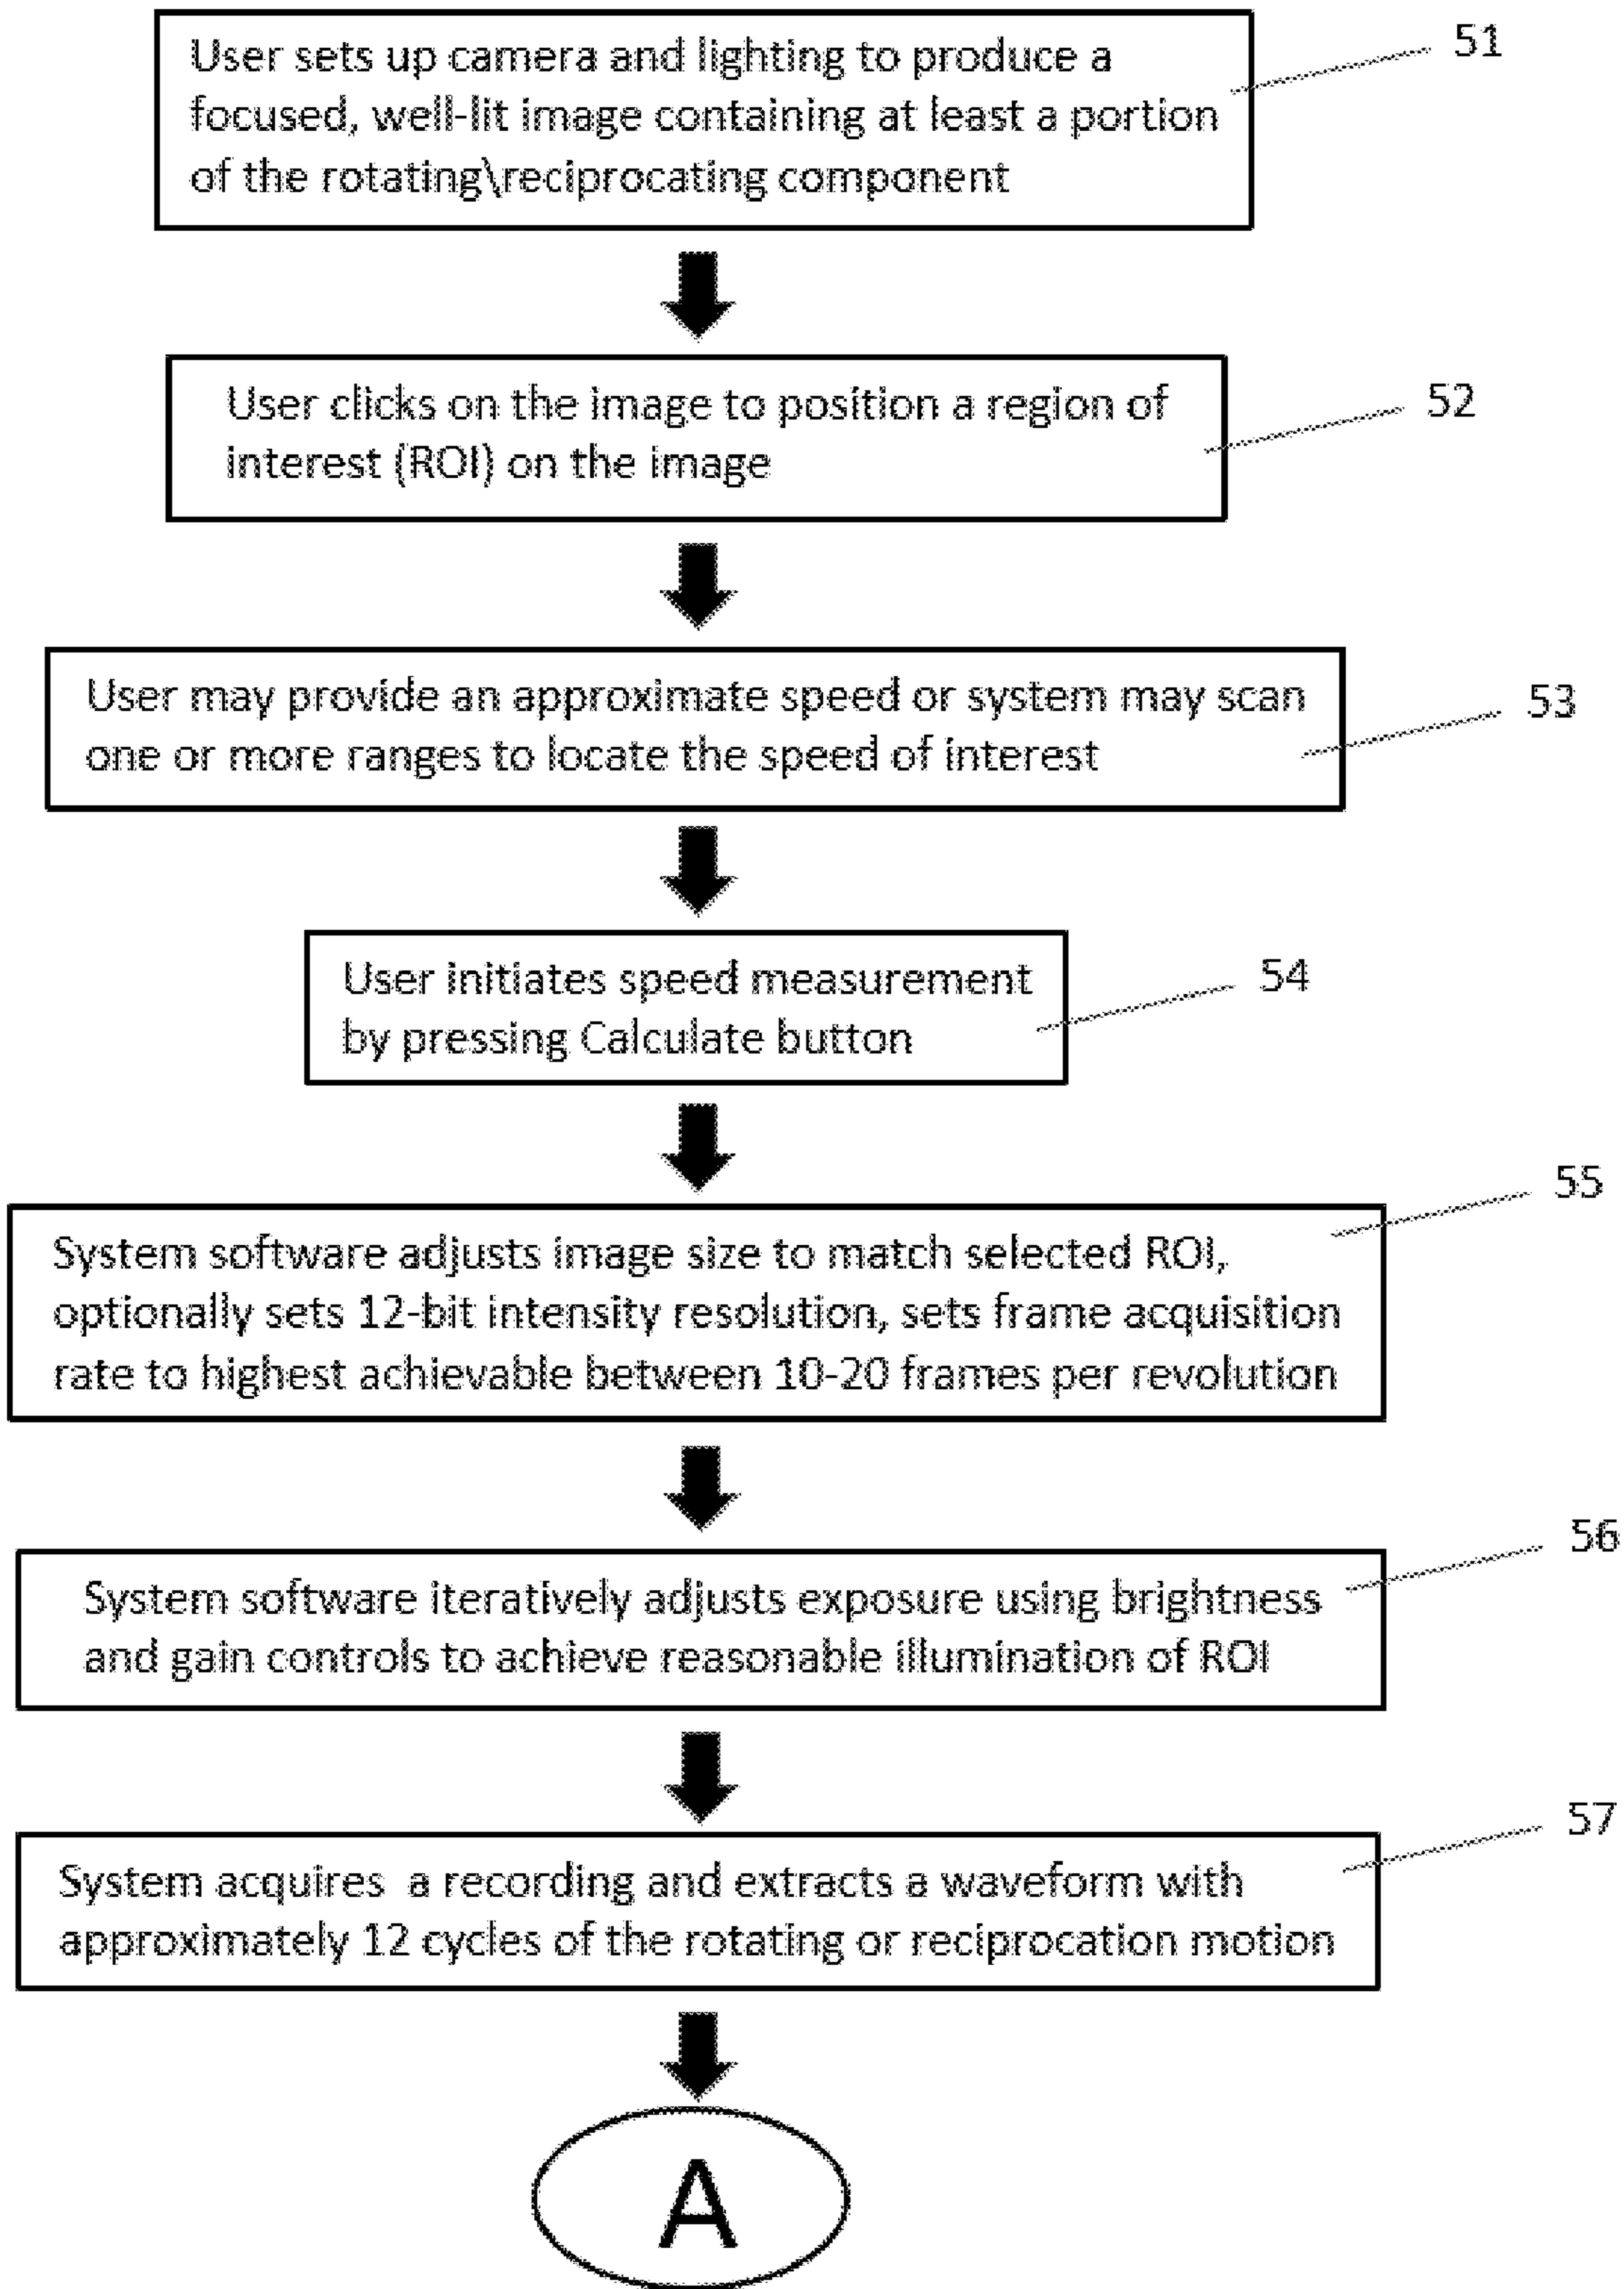 User sets up camera and lighting to produce a
focused, well-lit image containing at least a portion
of the rotating\reciprocating component
51
User clicks on the image to position a region of
interest (ROI) on the image
52
User may provide an approximate speed or system may scan
one or more ranges to locate the speed of interest
53
User initiates speed measurement
by pressing Calculate button
54
System software adjusts image size to match selected ROI,
optionally sets 12-bit intensity resolution, sets frame acquisition
rate to highest achievable between 10-20 frames per revolution
55
System software iteratively adjusts exposure using brightness
and gain controls to achieve reasonable illumination of ROI
56
System acquires a recording and extracts a waveform with
approximately 12 cycles of the rotating or reciprocation motion
57
A